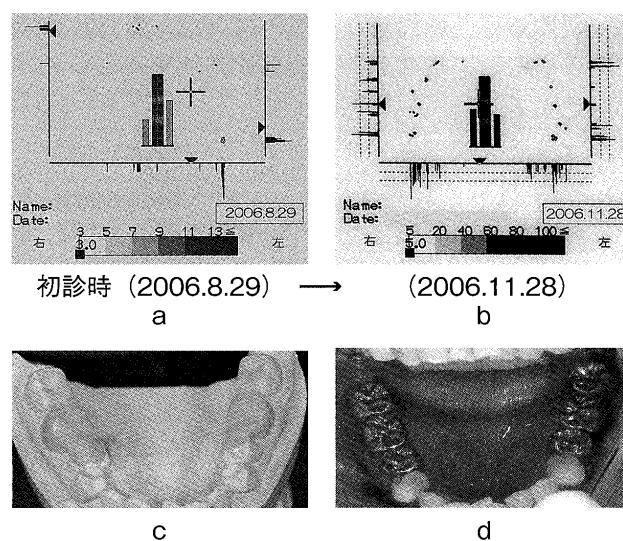 Name:
Date:
2006.8.29
右
3 5 7 9 11 13≦
3.0
左
Name:
Date:
2006.11.28
右
5 20 40 60 80 100≦
5.0
左
初診時(2006.8.29) → (2006.11.28)
a
b
c
d